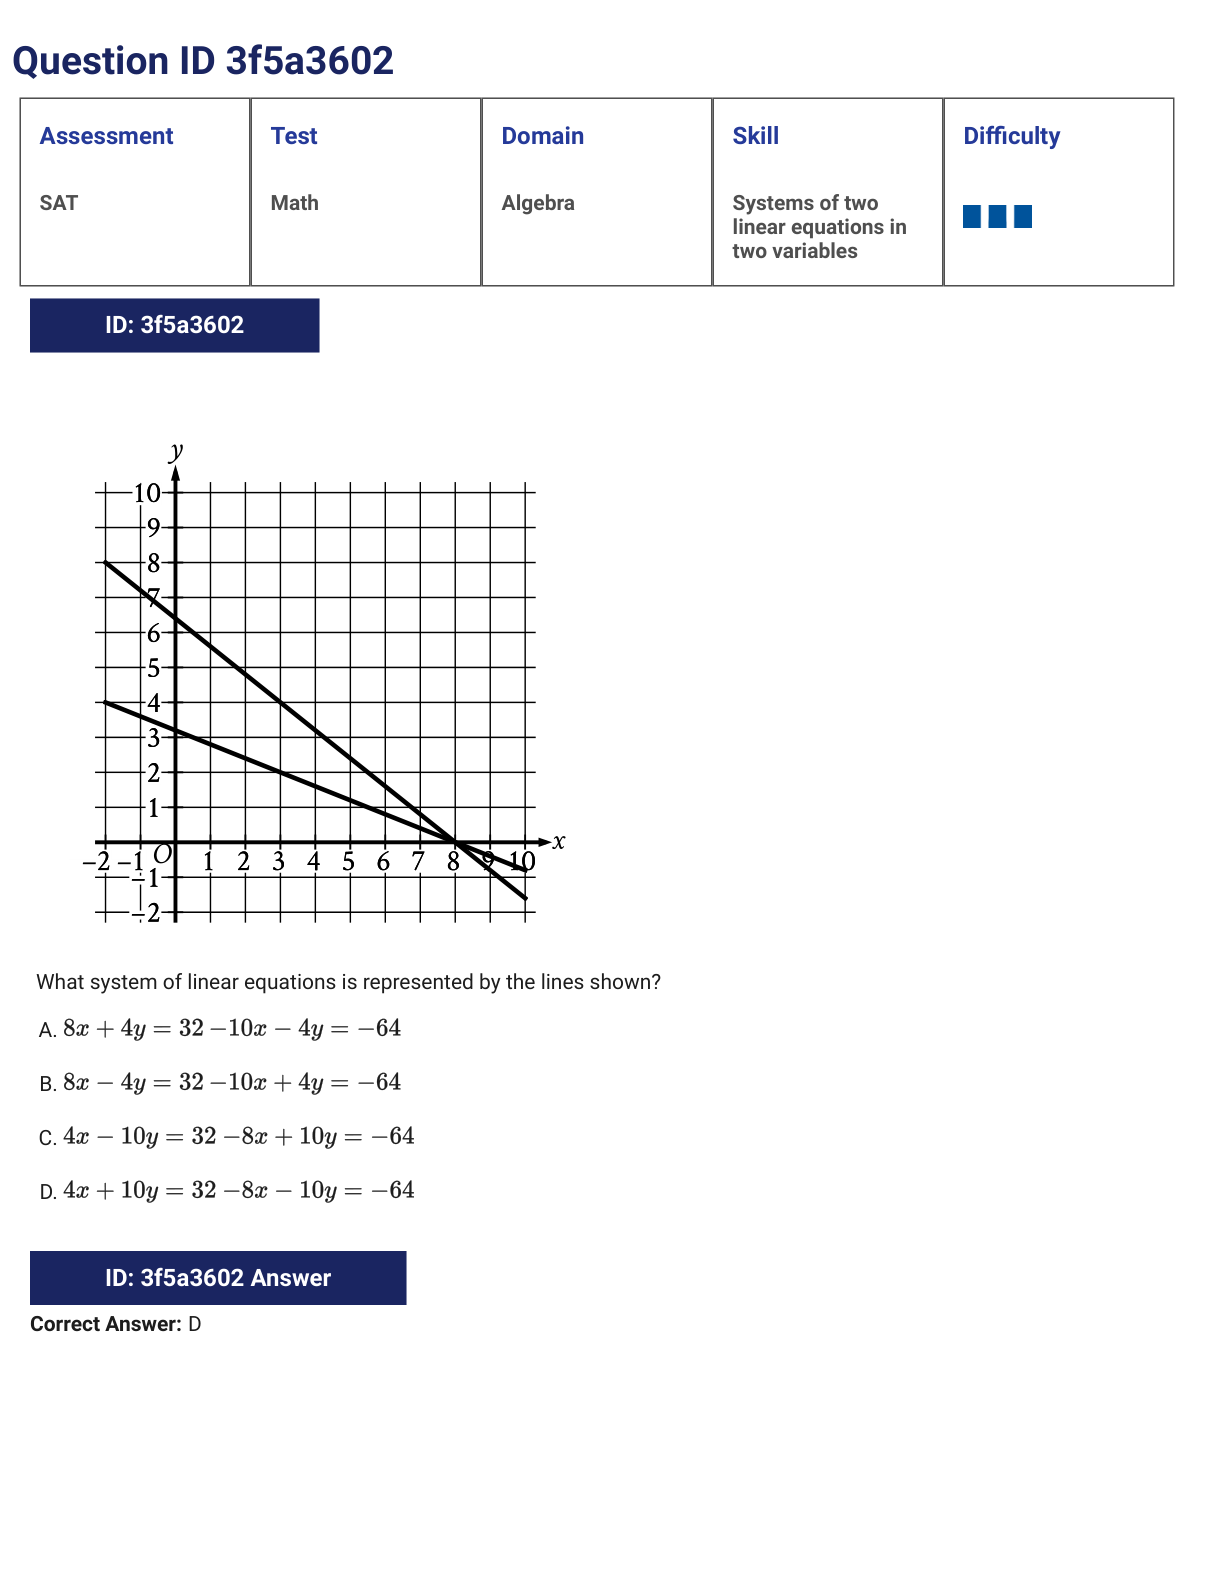 Question ID 3f5a3602
Assessment Test Domain Skill Difficulty
SAT Math Algebra Systems of two
linear equations in
two variables
ID: 3f5a3602
y
10
9
8
7
6
5
4
3
2
1
x
−2 −1 O 1 2 3 4 5 6 7 8 9 10
−1
−2
What system of linear equations is represented by the lines shown?
A. 8x + 4y = 32 −10x − 4y = −64
B. 8x − 4y = 32 −10x + 4y = −64
C. 4x − 10y = 32 −8x + 10y = −64
D. 4x + 10y = 32 −8x − 10y = −64
ID: 3f5a3602 Answer
Correct Answer: D